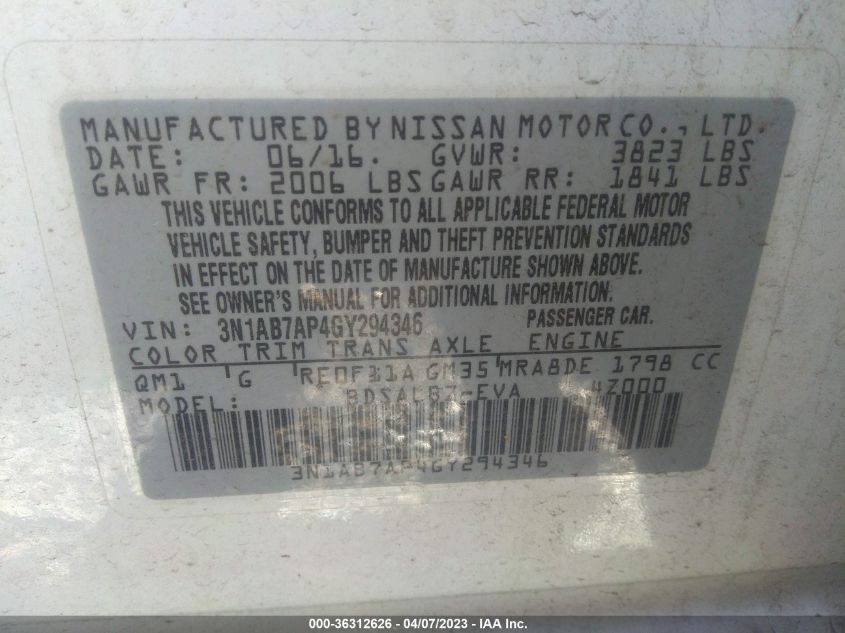 MANUFACTURED BY NISSAN MOTOR CO., LTD.
DATE: 06/16. GVWR: 3823 LBS
GAWR FR: 2006 LBS GAWR RR: 1841 LBS
THIS VEHICLE CONFORMS TO ALL APPLICABLE FEDERAL MOTOR
VEHICLE SAFETY, BUMPER AND THEFT PREVENTION STANDARDS
IN EFFECT ON THE DATE OF MANUFACTURE SHOWN ABOVE.
SEE OWNER'S MANUAL FOR ADDITIONAL INFORMATION.
VIN: 3N1AB7AP4GY294346 PASSENGER CAR.
COLOR TRIM TRANS AXLE ENGINE
QM1 G RE0F11A GM35 MRA8DE 1798 CC
MODEL: BDSALBZ-EVA 4Z000
3N1AB7AP4GY294346
000-36312626 - 04/07/2023 - IAA Inc.